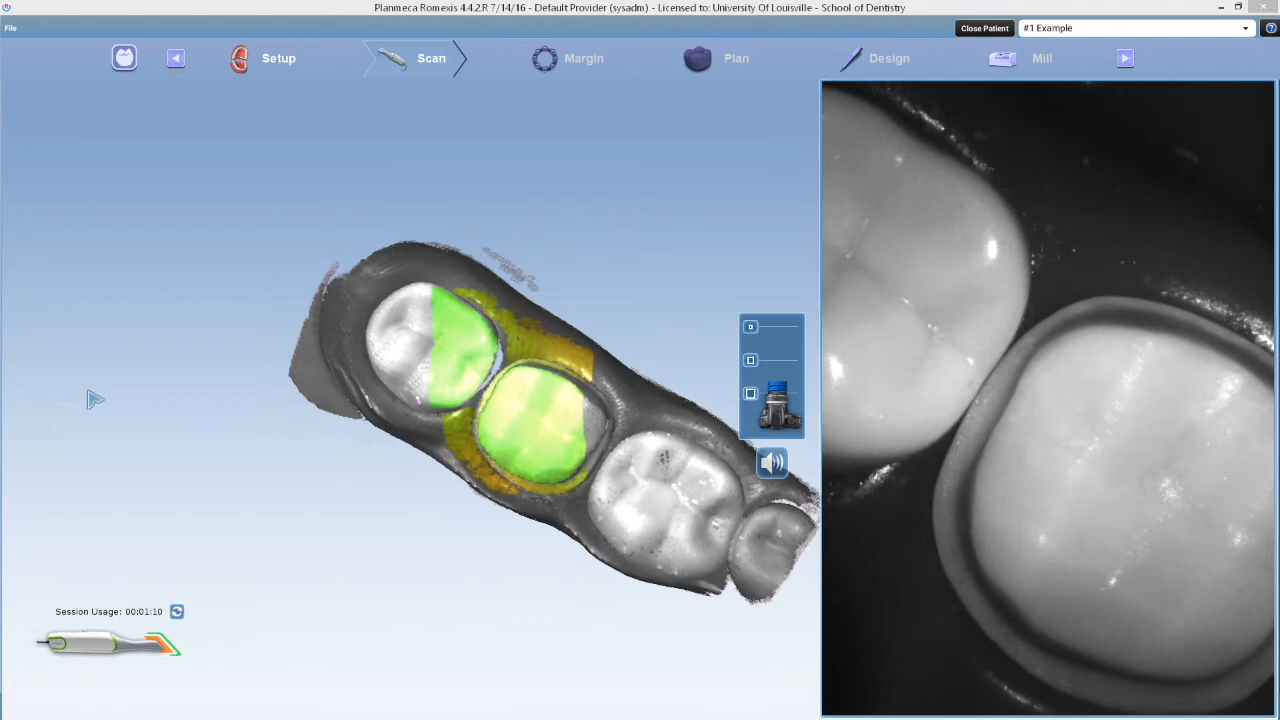 Planmeca Romexis 4.4.2.R 7/14/16 - Default Provider (sysadm) - Licensed to: University Of Louisville - School of Dentistry
File
Close Patient
#1 Example
Setup
Scan
Margin
Plan
Design
Mill
Session Usage: 00:01:10